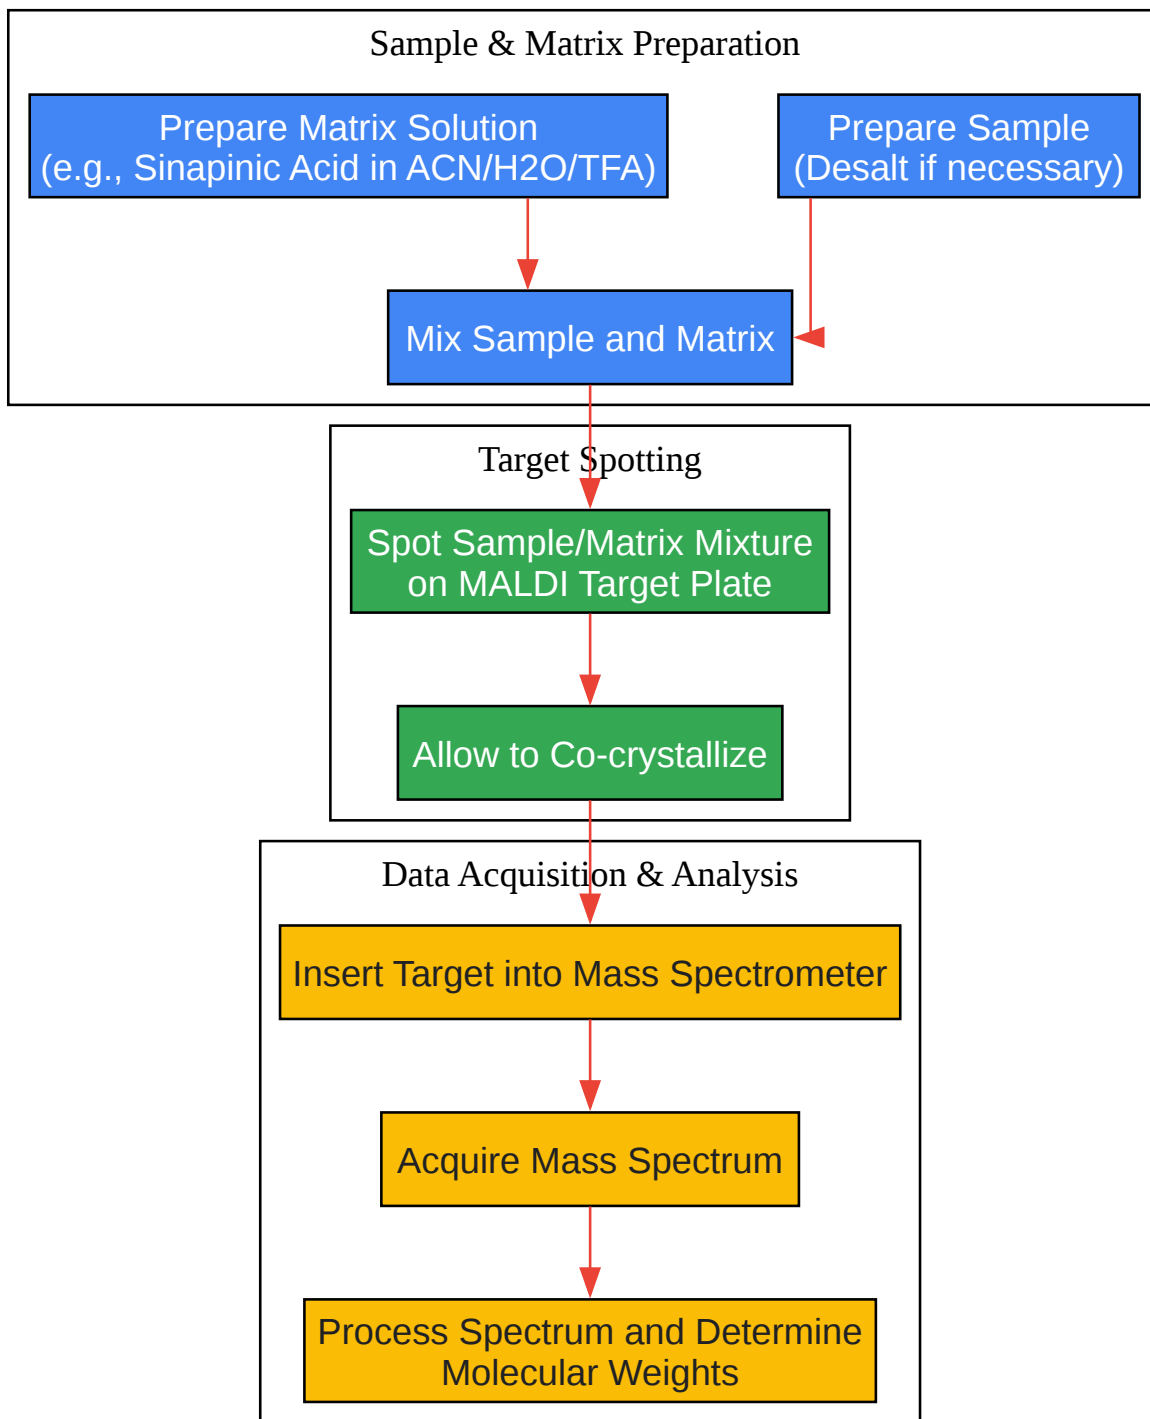 Sample & Matrix Preparation
Prepare Matrix Solution
(e.g., Sinapinic Acid in ACN/H2O/TFA)
Prepare Sample
(Desalt if necessary)
Mix Sample and Matrix
Target Spotting
Spot Sample/Matrix Mixture
on MALDI Target Plate
Allow to Co-crystallize
Data Acquisition & Analysis
Insert Target into Mass Spectrometer
Acquire Mass Spectrum
Process Spectrum and Determine
Molecular Weights